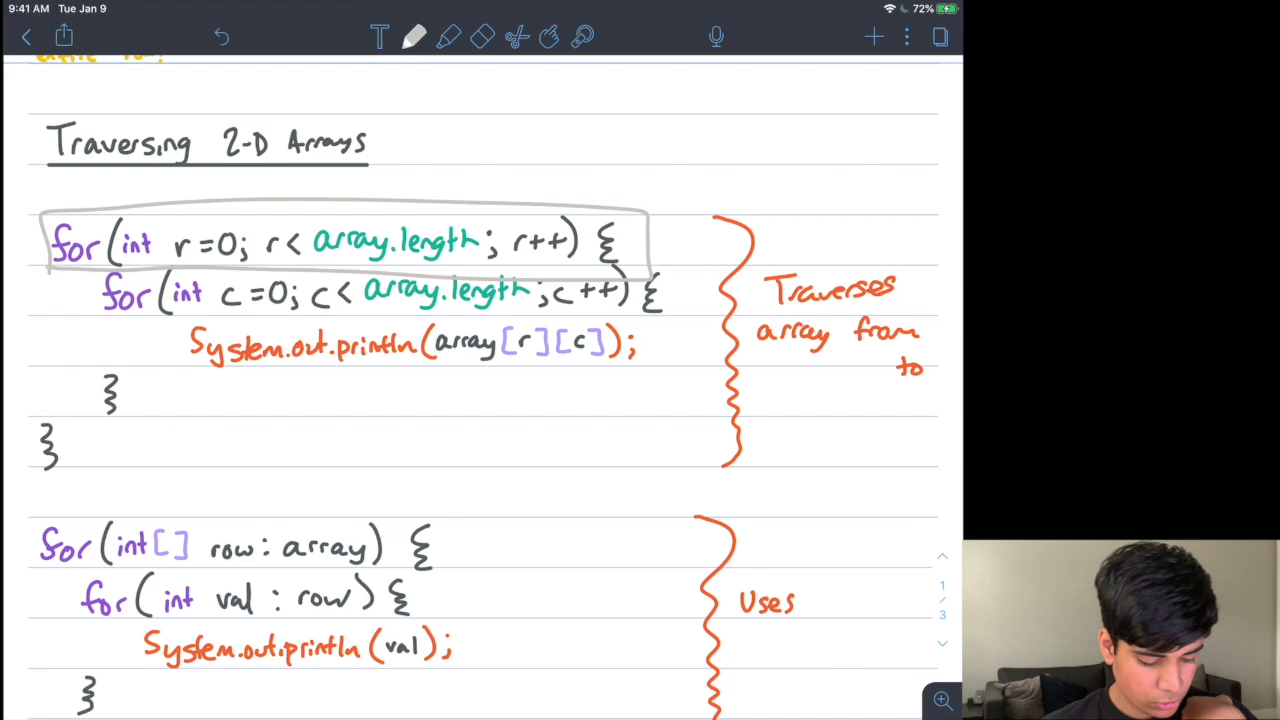 9:41 AM Tue Jan 9
72%
Traversing 2-D Arrays
for(int r=0; r< array.length; r++) {
for(int c=0; c< array.length; c++) {
System.out.println(array[r][c]);
}
}
Traverses
array from
to
for(int[] row: array) {
for(int val : row) {
System.out.println(val);
}
Uses
1
/
3